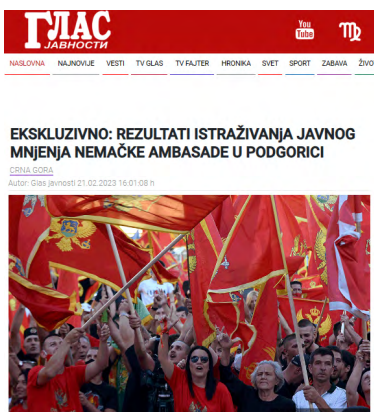 ГЛАС
ЈАВНОСТИ
You
Tube
NASLOVNA NAJNOVIJE VESTI TV GLAS TV FAJTER HRONIKA SVET SPORT ZABAVA ŽIVO
EKSKLUZIVNO: REZULTATI ISTRAŽIVANJA JAVNOG
MNjENjA NEMAČKE AMBASADE U PODGORICI
CRNA GORA
Autor: Glas javnosti 21.02.2023 16:01:08 h